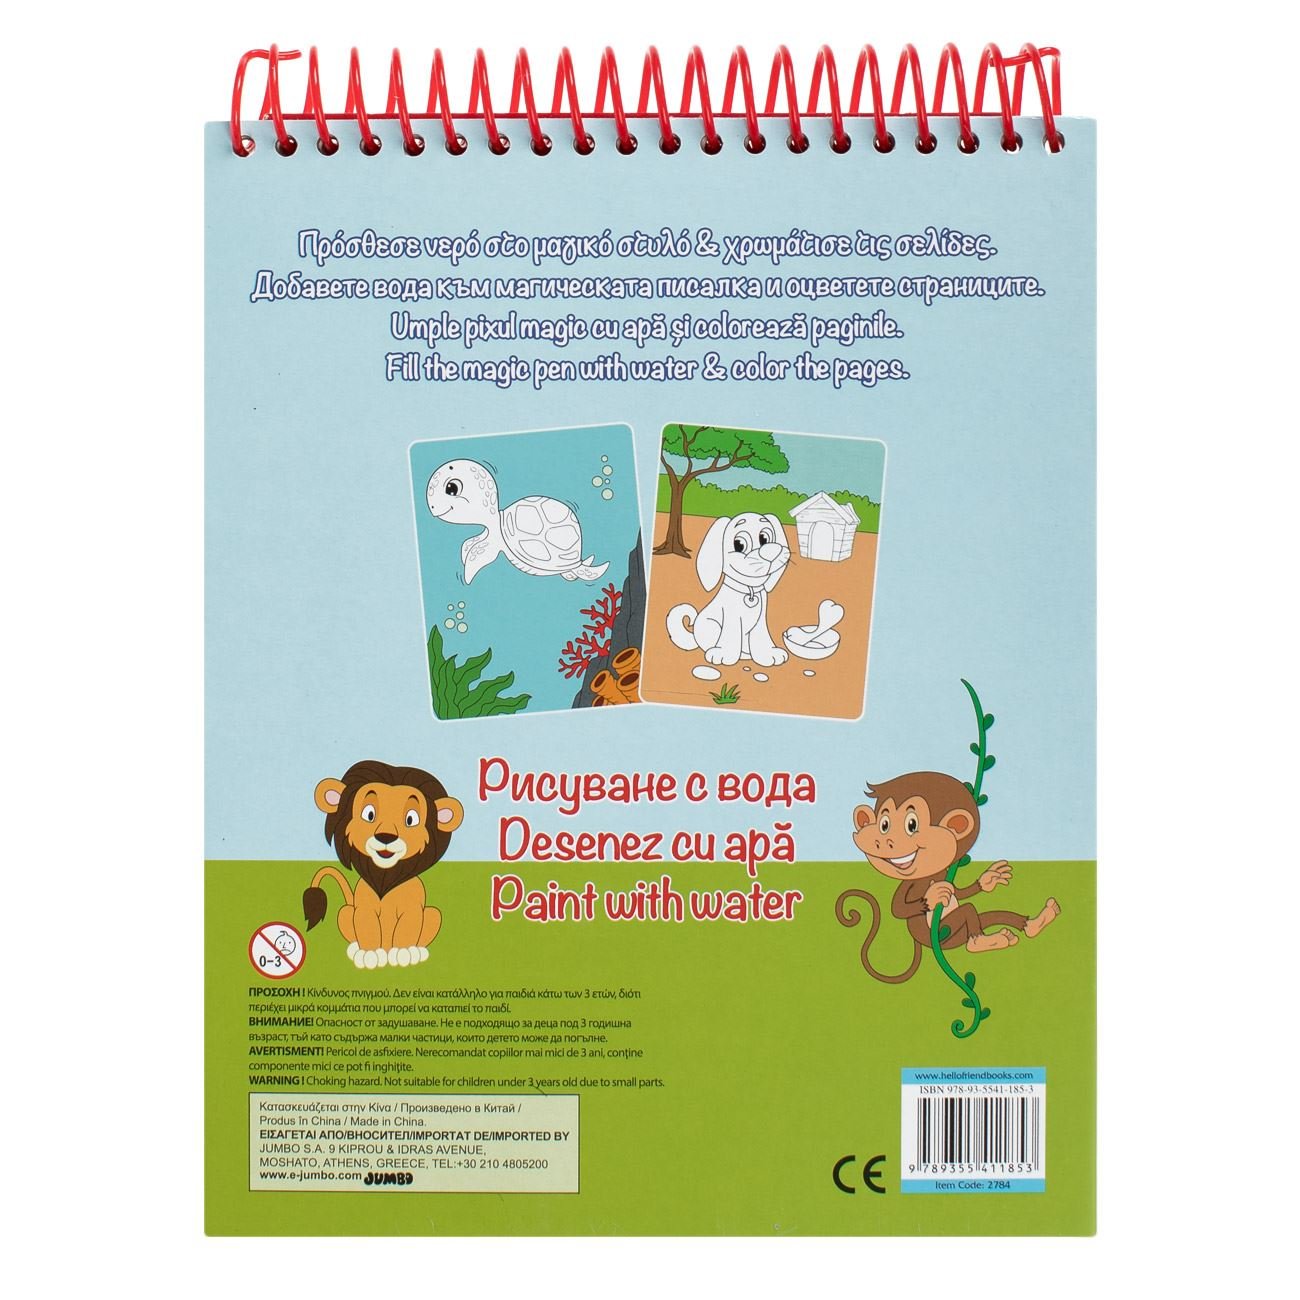 Πρόσθεσε νερό στο μαγικό στυλό & χρωμάτισε τις σελίδες.
Добавете вода към магическата писалка и оцветете страниците.
Umple pixul magic cu apă și colorează paginile.
Fill the magic pen with water & color the pages.
Рисуване с вода
Desenez cu apă
Paint with water
0-3
ΠΡΟΣΟΧΗ ! Κίνδυνος πνιγμού. Δεν είναι κατάλληλο για παιδιά κάτω των 3 ετών, διότι
περιέχει μικρά κομμάτια που μπορεί να καταπιεί το παιδί.
ВНИМАНИЕ! Опасност от задушаване. Не е подходящо за деца под 3 годишна
възраст, тъй като съдържа малки частици, които детето може да погълне.
AVERTISMENT! Pericol de asfixiere. Nerecomandat copiilor mai mici de 3 ani, conține
componente mici ce pot fi inghițite.
WARNING ! Choking hazard. Not suitable for children under 3 years old due to small parts.
Κατασκευάζεται στην Κίνα / Произведено в Китай /
Produs în China / Made in China.
ΕΙΣΑΓΕΤΑΙ ΑΠΟ/ВНОСИТЕЛ/IMPORTAT DE/IMPORTED BY
JUMBO S.A. 9 KIPROU & IDRAS AVENUE,
MOSHATO, ATHENS, GREECE, TEL:+30 210 4805200
www.e-jumbo.com JUMBO
CE
www.hellofriendbooks.com
ISBN 978-93-5541-185-3
9 789355 411853
Item Code: 2784